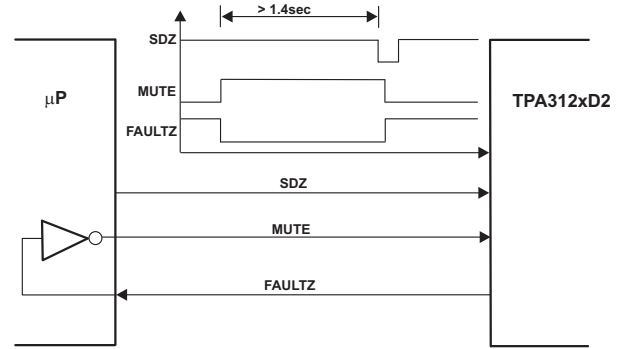 > 1.4sec
SDZ
MUTE
FAULTZ
μP
TPA312xD2
SDZ
MUTE
FAULTZ